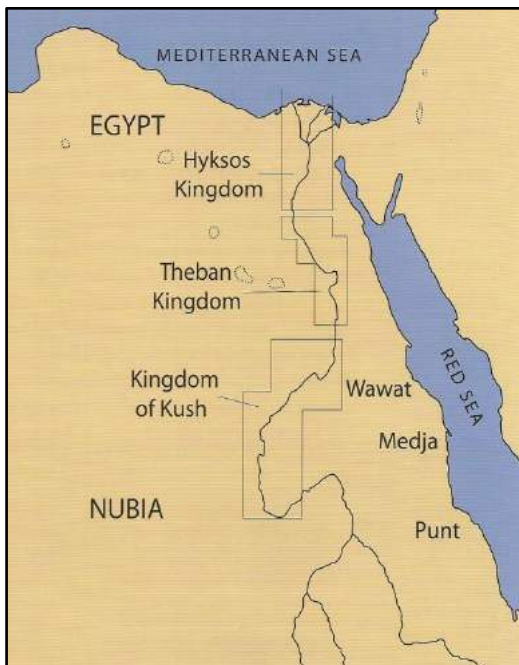 MEDITERRANEAN SEA
EGYPT
Hyksos
Kingdom
Theban
Kingdom
Kingdom
of Kush
Wawat
RED SEA
Medja
NUBIA
Punt